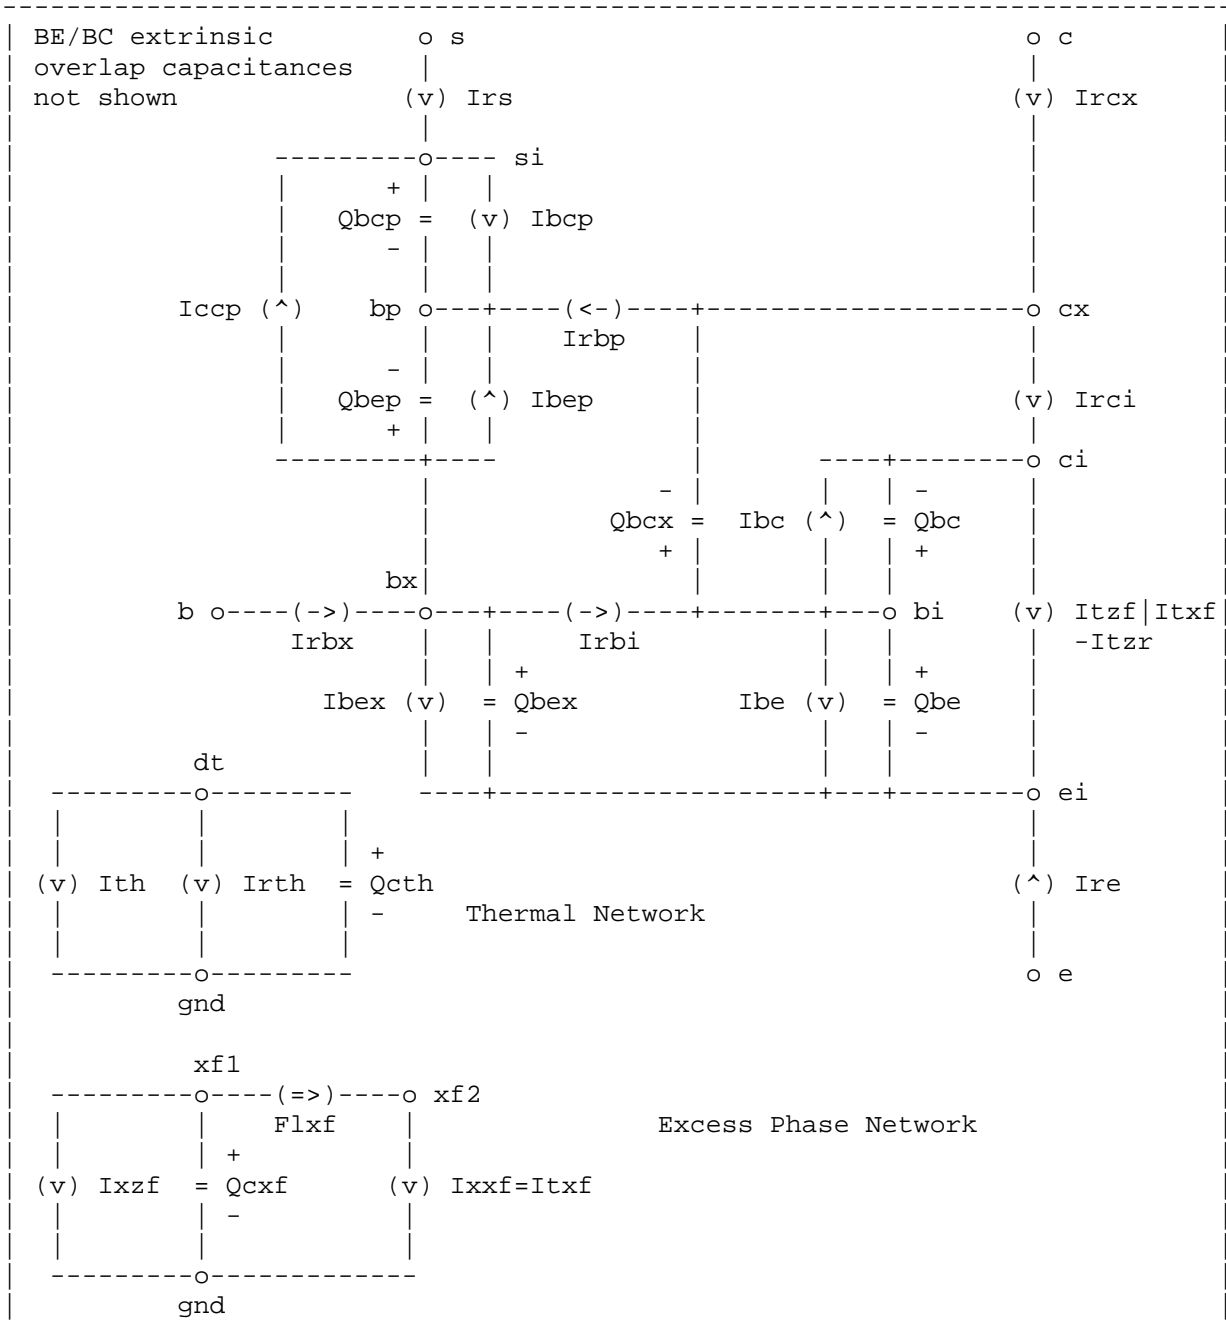 BE/BC extrinsic o s o c
overlap capacitances
not shown (v) Irs (v) Ircx
---------o---- si
+
Qbcp = (v) Ibcp
-
Iccp (^) bp o---+----(<-)----+---------------------o cx
Irbp
-
Qbep = (^) Ibep (v) Irci
+
---------+---- ----+--------o ci
- -
Qbcx = Ibc (^) = Qbc
+ +
bx
b o----(->)----o---+----(->)----+-------+---o bi (v) Itzf|Itxf
Irbx Irbi -Itzr
+ +
Ibex (v) = Qbex Ibe (v) = Qbe
- -
dt
---------o--------- ----+--------------------+---+--------o ei
+
(v) Ith (v) Irth = Qcth (^) Ire
- Thermal Network
---------o--------- o e
gnd
xf1
---------o----(=>)----o xf2
Flxf Excess Phase Network
+
(v) Ixzf = Qcxf (v) Ixxf=Itxf
-
---------o-------------
gnd